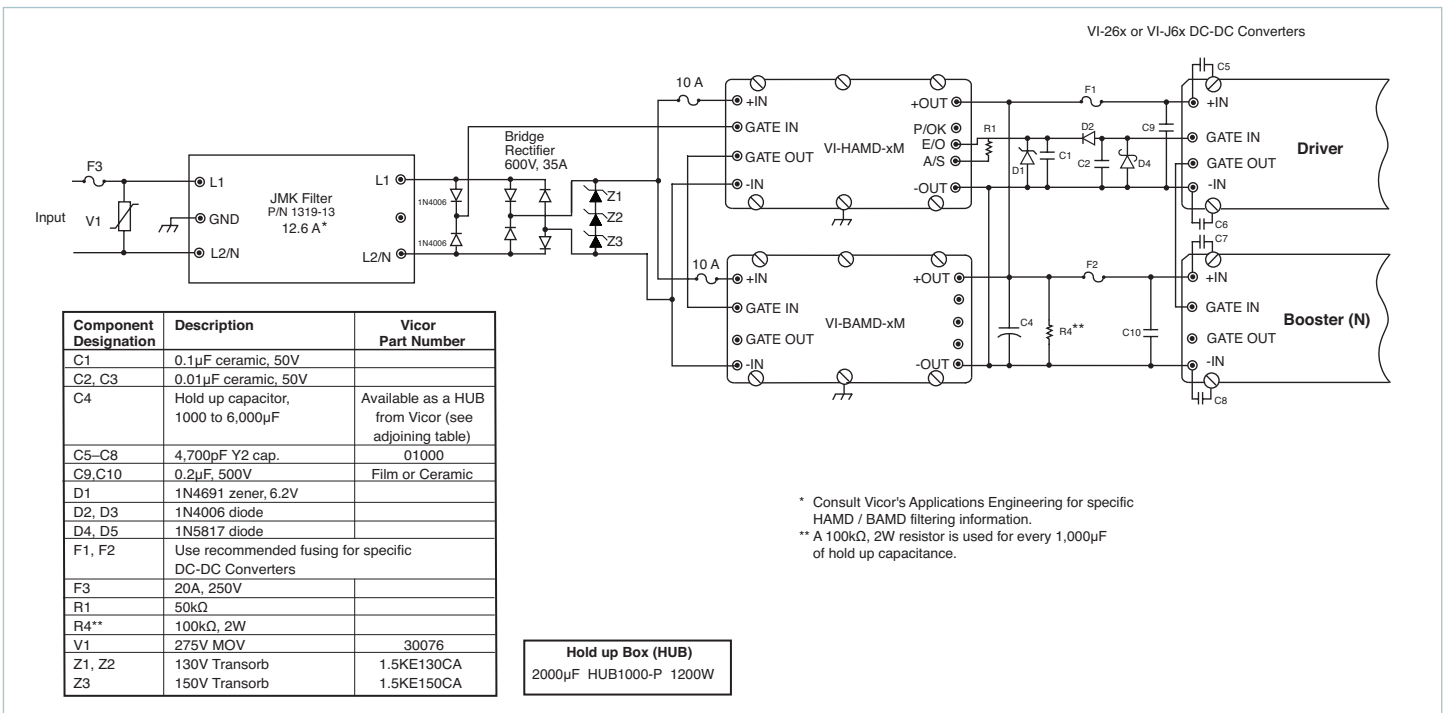 VI-26x or VI-J6x DC-DC Converters
F3
Input
V1
L1
GND
L2/N
JMK Filter
P/N 1319-13
12.6 A*
L1
L2/N
1N4006
1N4006
Bridge
Rectifier
600V, 35A
Z1
Z2
Z3
10 A
+IN
GATE IN
GATE OUT
-IN
VI-HAMD-xM
+OUT
P/OK
E/O
A/S
-OUT
R1
D1
C1
D2
C2
D4
F1
C9
C5
+IN
GATE IN
GATE OUT
-IN
Driver
C6
10 A
+IN
GATE IN
GATE OUT
-IN
VI-BAMD-xM
+OUT
-OUT
C4
R4**
F2
C10
C7
+IN
GATE IN
GATE OUT
-IN
Booster (N)
C8
Component Designation Description Vicor Part Number
C1 0.1µF ceramic, 50V
C2, C3 0.01µF ceramic, 50V
C4 Hold up capacitor, Available as a HUB
1000 to 6,000µF from Vicor (see
adjoining table)
C5–C8 4,700pF Y2 cap. 01000
C9,C10 0.2µF, 500V Film or Ceramic
D1 1N4691 zener, 6.2V
D2, D3 1N4006 diode
D4, D5 1N5817 diode
F1, F2 Use recommended fusing for specific
DC-DC Converters
F3 20A, 250V
R1 50kΩ
R4** 100kΩ, 2W
V1 275V MOV 30076
Z1, Z2 130V Transorb 1.5KE130CA
Z3 150V Transorb 1.5KE150CA
Hold up Box (HUB)
2000µF HUB1000-P 1200W
* Consult Vicor's Applications Engineering for specific
HAMD / BAMD filtering information.
** A 100kΩ, 2W resistor is used for every 1,000µF
of hold up capacitance.